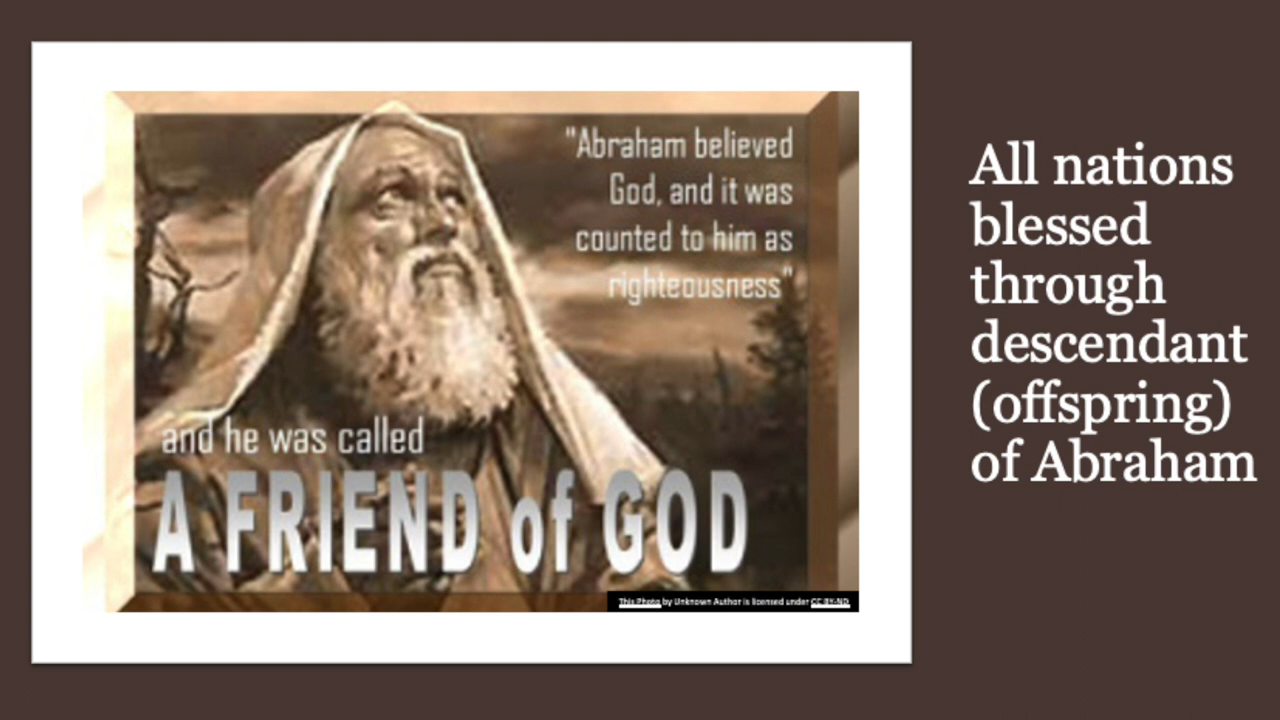 "Abraham believed
God, and it was
counted to him as
righteousness"
and he was called
A FRIEND of GOD
This Photo by Unknown Author is licensed under CC BY-ND
All nations
blessed
through
descendant
(offspring)
of Abraham